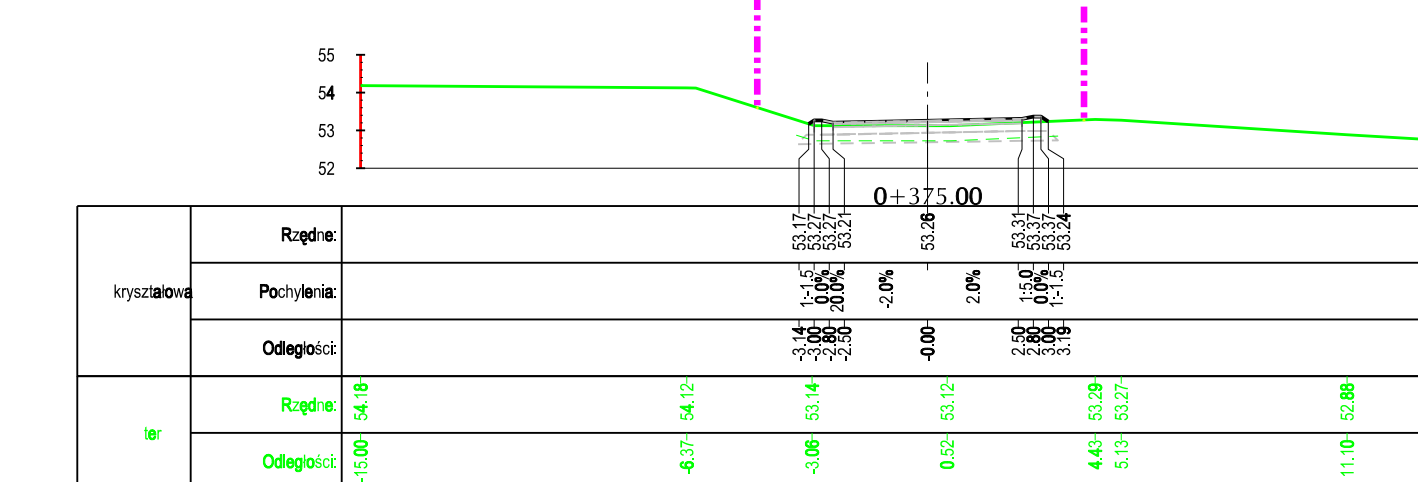 55
54
53
52
0+375.00
Rzędne: 53.17 53.27 53.27 53.21 53.26 53.31 53.37 53.37 53.24
kryształowa
Pochylenia: 1:-1.5 0.0% 20.0% -2.0% 2.0% 1:5.0 0.0% 1:-1.5
Odległości: -3.14 -3.00 -2.80 -2.50 -0.00 2.50 2.80 3.00 3.19
Rzędne: 54.18 54.12 53.14 53.12 53.29 53.27 52.88
ter
Odległości: -15.00 -6.37 -3.06 0.52 4.43 5.13 11.10